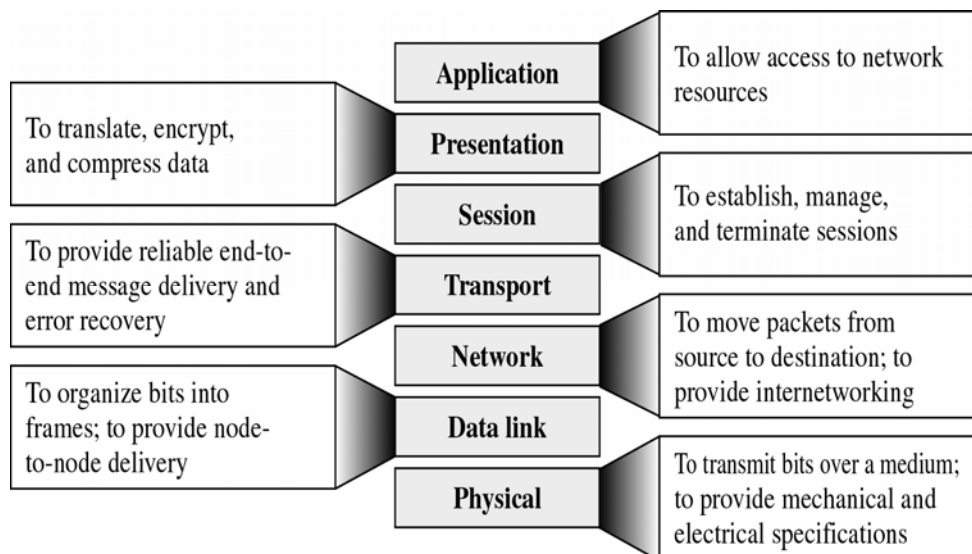 Application
To allow access to network
resources
To translate, encrypt,
and compress data
Presentation
Session
To establish, manage,
and terminate sessions
To provide reliable end-to-
end message delivery and
error recovery
Transport
Network
To move packets from
source to destination; to
provide internetworking
To organize bits into
frames; to provide node-
to-node delivery
Data link
Physical
To transmit bits over a medium;
to provide mechanical and
electrical specifications